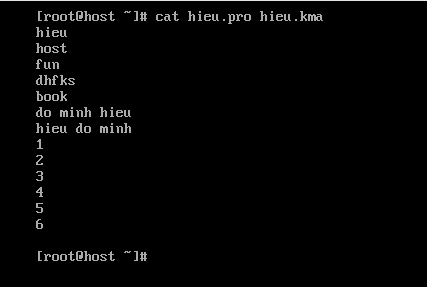 [root@host ~]# cat hieu.pro hieu.kma
hieu
host
fun
dhfks
book
do minh hieu
hieu do minh
1
2
3
4
5
6
[root@host ~]#